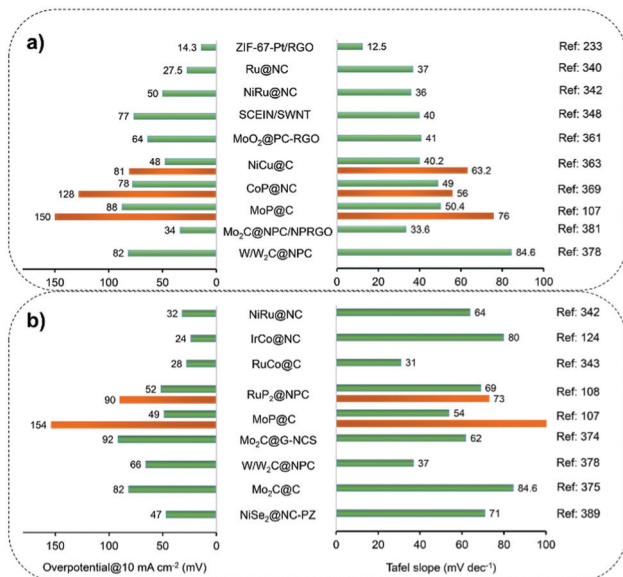 a)
14.3 ZIF-67-Pt/RGO 12.5 Ref: 233
27.5 Ru@NC 37 Ref: 340
50 NiRu@NC 36 Ref: 342
77 SCEIN/SWNT 40 Ref: 348
64 MoO₂@PC-RGO 41 Ref: 361
48 NiCu@C 40.2 Ref: 363
81 63.2
78 CoP@NC 49 Ref: 369
128 56
88 MoP@C 50.4 Ref: 107
150 76
34 Mo₂C@NPC/NPRGO 33.6 Ref: 381
82 W/W₂C@NPC 84.6 Ref: 378
150 100 50 0 0 20 40 60 80 100
b)
32 NiRu@NC 64 Ref: 342
24 IrCo@NC 80 Ref: 124
28 RuCo@C 31 Ref: 343
52 RuP₂@NPC 69 Ref: 108
90 73
49 MoP@C 54 Ref: 107
154
92 Mo₂C@G-NCS 62 Ref: 374
66 W/W₂C@NPC 37 Ref: 378
82 Mo₂C@C 84.6 Ref: 375
47 NiSe₂@NC-PZ 71 Ref: 389
150 100 50 0 0 20 40 60 80 100
Overpotential@10 mA cm⁻² (mV) Tafel slope (mV dec⁻¹)